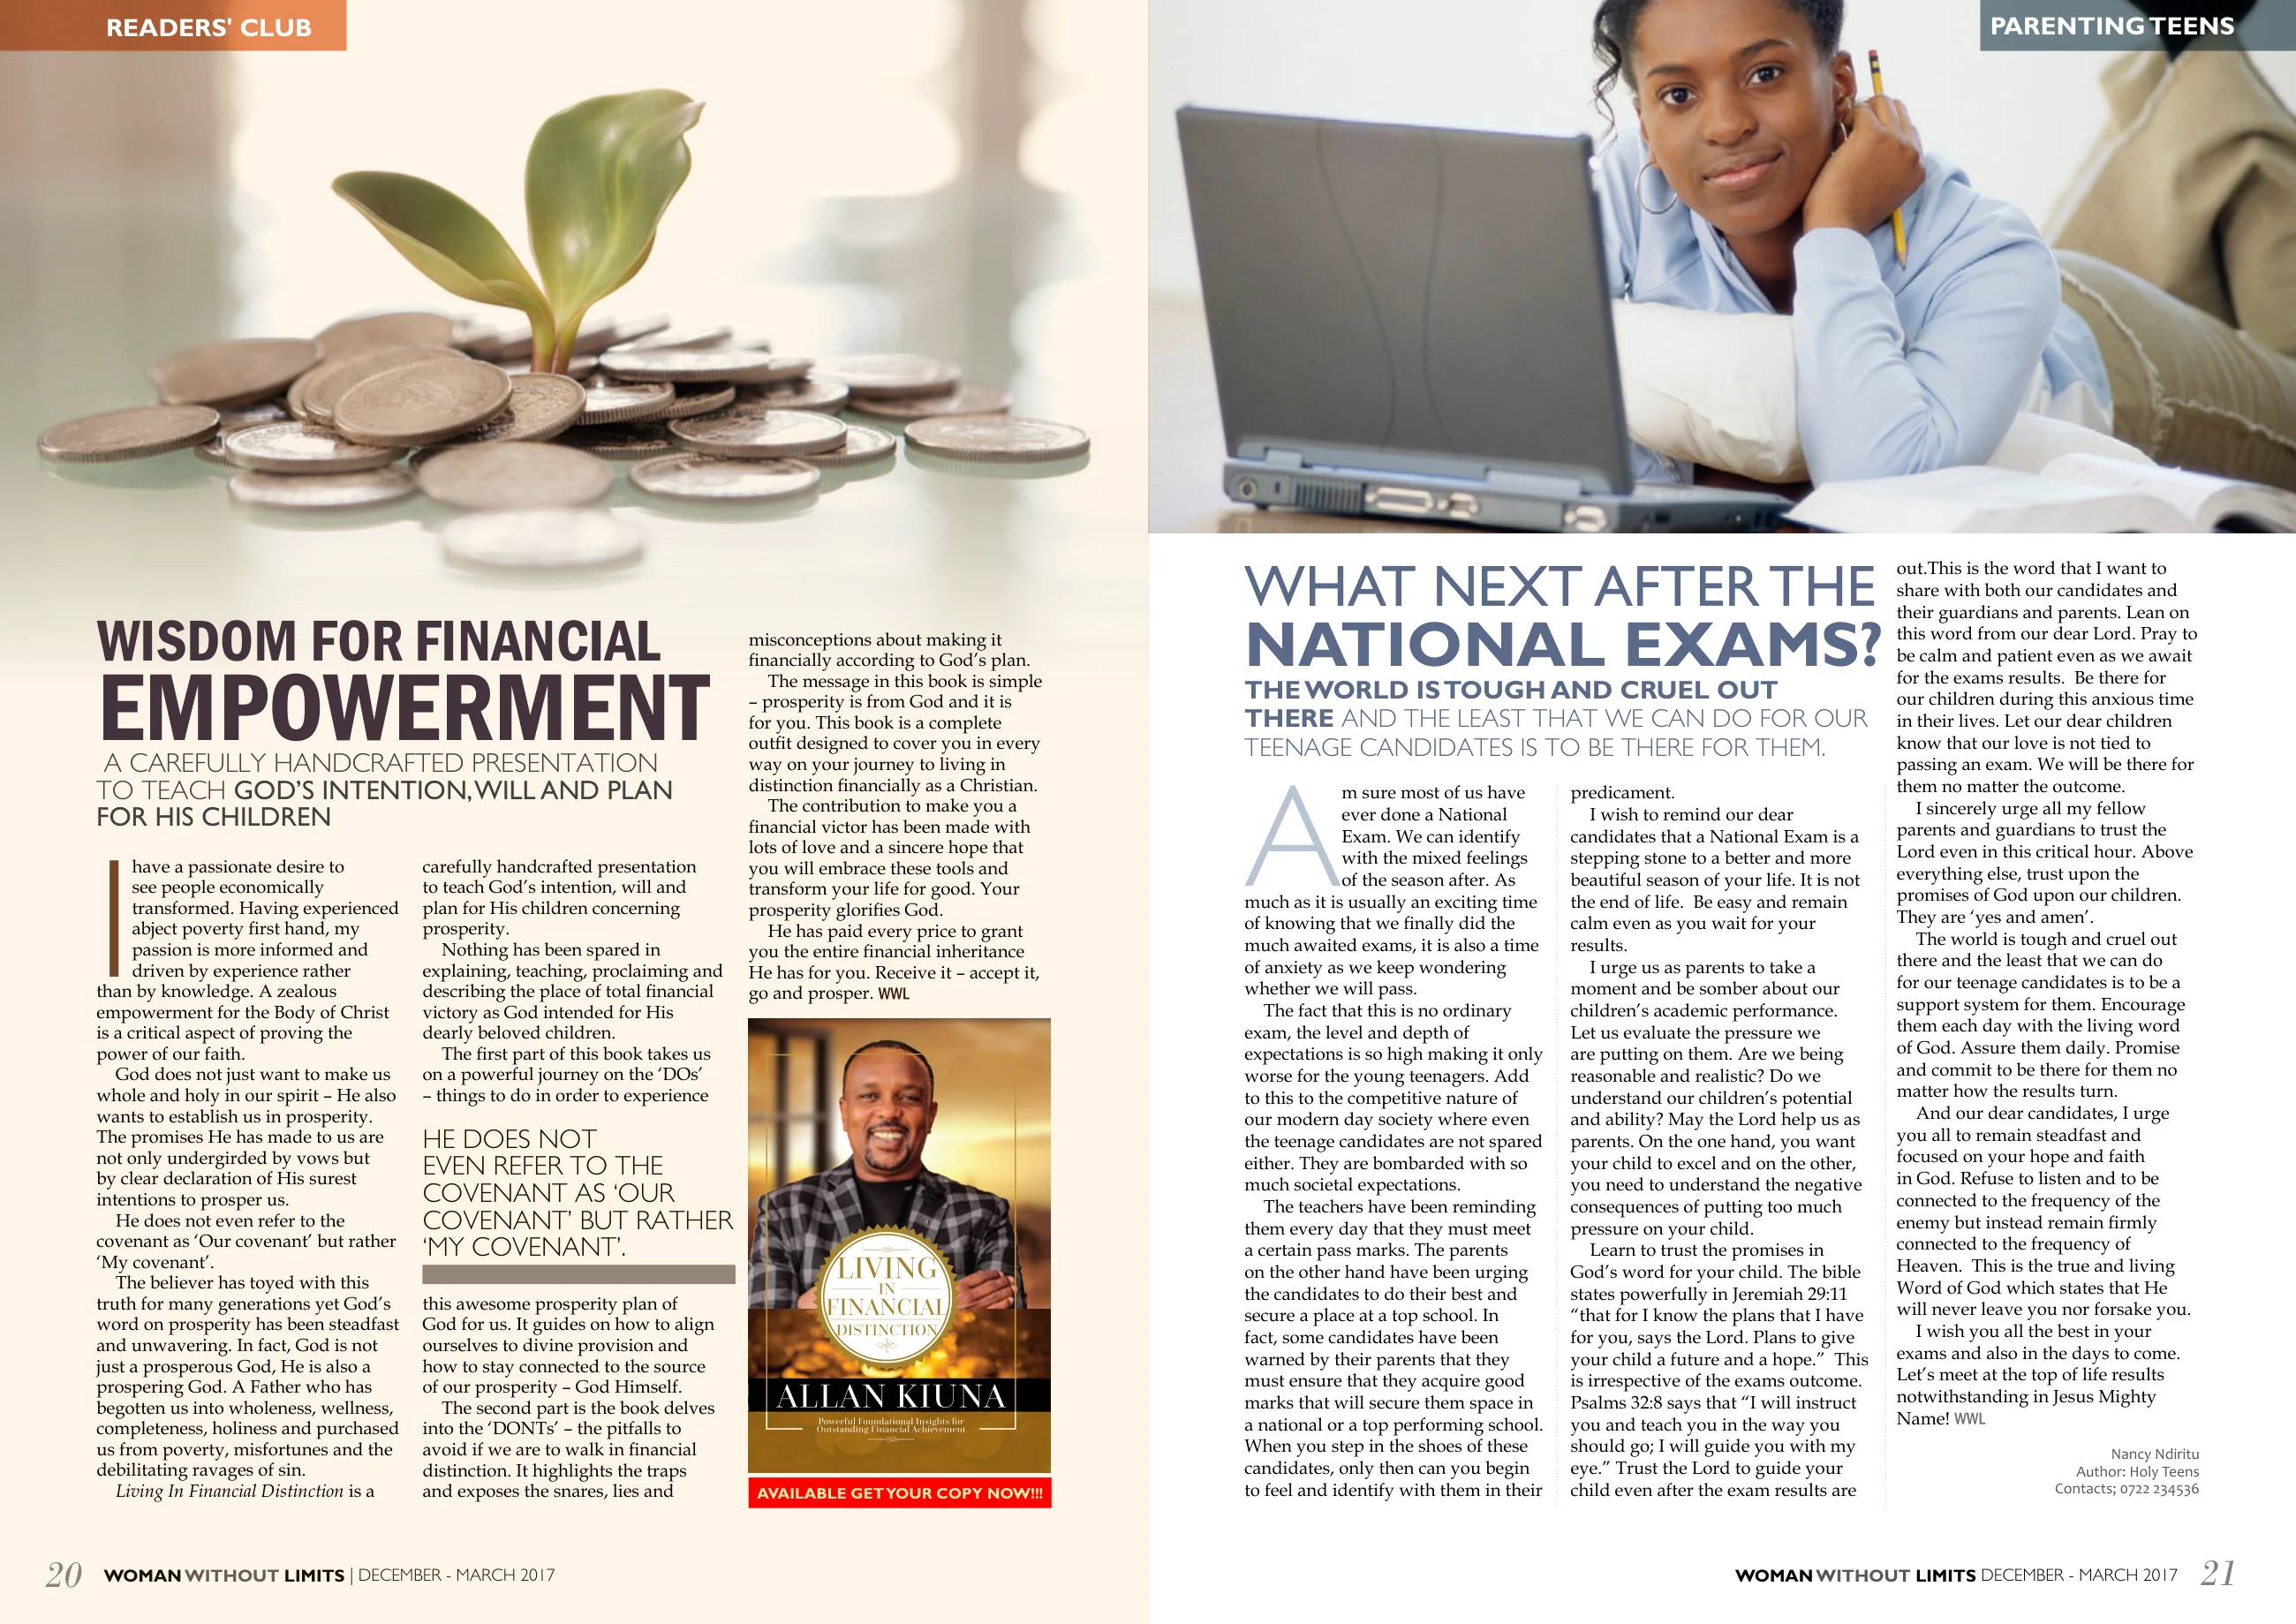 READERS' CLUB
WISDOM FOR FINANCIAL
EMPOWERMENT
A CAREFULLY HANDCRAFTED PRESENTATION
TO TEACH GOD'S INTENTION, WILL AND PLAN
FOR HIS CHILDREN
I have a passionate desire to
see people economically
transformed. Having experienced
abject poverty first hand, my
passion is more informed and
driven by experience rather
than by knowledge. A zealous
empowerment for the Body of Christ
is a critical aspect of proving the
power of our faith.
God does not just want to make us
whole and holy in our spirit – He also
wants to establish us in prosperity.
The promises He has made to us are
not only undergirded by vows but
by clear declaration of His surest
intentions to prosper us.
He does not even refer to the
covenant as 'Our covenant' but rather
'My covenant'.
The believer has toyed with this
truth for many generations yet God's
word on prosperity has been steadfast
and unwavering. In fact, God is not
just a prosperous God, He is also a
prospering God. A Father who has
begotten us into wholeness, wellness,
completeness, holiness and purchased
us from poverty, misfortunes and the
debilitating ravages of sin.
Living In Financial Distinction is a
carefully handcrafted presentation
to teach God's intention, will and
plan for His children concerning
prosperity.
Nothing has been spared in
explaining, teaching, proclaiming and
describing the place of total financial
victory as God intended for His
dearly beloved children.
The first part of this book takes us
on a powerful journey on the 'DOs'
– things to do in order to experience
HE DOES NOT
EVEN REFER TO THE
COVENANT AS 'OUR
COVENANT' BUT RATHER
'MY COVENANT'.
this awesome prosperity plan of
God for us. It guides on how to align
ourselves to divine provision and
how to stay connected to the source
of our prosperity – God Himself.
The second part is the book delves
into the 'DONTs' – the pitfalls to
avoid if we are to walk in financial
distinction. It highlights the traps
and exposes the snares, lies and
misconceptions about making it
financially according to God's plan.
The message in this book is simple
– prosperity is from God and it is
for you. This book is a complete
outfit designed to cover you in every
way on your journey to living in
distinction financially as a Christian.
The contribution to make you a
financial victor has been made with
lots of love and a sincere hope that
you will embrace these tools and
transform your life for good. Your
prosperity glorifies God.
He has paid every price to grant
you the entire financial inheritance
He has for you. Receive it – accept it,
go and prosper. WWL
LIVING
IN
FINANCIAL
DISTINCTION
ALLAN KIUNA
Powerful Foundational Insights for
Outstanding Financial Achievement
AVAILABLE GET YOUR COPY NOW!!!
20 WOMAN WITHOUT LIMITS | DECEMBER - MARCH 2017
PARENTING TEENS
WHAT NEXT AFTER THE
NATIONAL EXAMS?
THE WORLD IS TOUGH AND CRUEL OUT
THERE AND THE LEAST THAT WE CAN DO FOR OUR
TEENAGE CANDIDATES IS TO BE THERE FOR THEM.
Am sure most of us have
ever done a National
Exam. We can identify
with the mixed feelings
of the season after. As
much as it is usually an exciting time
of knowing that we finally did the
much awaited exams, it is also a time
of anxiety as we keep wondering
whether we will pass.
The fact that this is no ordinary
exam, the level and depth of
expectations is so high making it only
worse for the young teenagers. Add
to this to the competitive nature of
our modern day society where even
the teenage candidates are not spared
either. They are bombarded with so
much societal expectations.
The teachers have been reminding
them every day that they must meet
a certain pass marks. The parents
on the other hand have been urging
the candidates to do their best and
secure a place at a top school. In
fact, some candidates have been
warned by their parents that they
must ensure that they acquire good
marks that will secure them space in
a national or a top performing school.
When you step in the shoes of these
candidates, only then can you begin
to feel and identify with them in their
predicament.
I wish to remind our dear
candidates that a National Exam is a
stepping stone to a better and more
beautiful season of your life. It is not
the end of life.  Be easy and remain
calm even as you wait for your
results.
I urge us as parents to take a
moment and be somber about our
children's academic performance.
Let us evaluate the pressure we
are putting on them. Are we being
reasonable and realistic? Do we
understand our children's potential
and ability? May the Lord help us as
parents. On the one hand, you want
your child to excel and on the other,
you need to understand the negative
consequences of putting too much
pressure on your child.
Learn to trust the promises in
God's word for your child. The bible
states powerfully in Jeremiah 29:11
“that for I know the plans that I have
for you, says the Lord. Plans to give
your child a future and a hope.”  This
is irrespective of the exams outcome.
Psalms 32:8 says that “I will instruct
you and teach you in the way you
should go; I will guide you with my
eye.” Trust the Lord to guide your
child even after the exam results are
out.This is the word that I want to
share with both our candidates and
their guardians and parents. Lean on
this word from our dear Lord. Pray to
be calm and patient even as we await
for the exams results.  Be there for
our children during this anxious time
in their lives. Let our dear children
know that our love is not tied to
passing an exam. We will be there for
them no matter the outcome.
I sincerely urge all my fellow
parents and guardians to trust the
Lord even in this critical hour. Above
everything else, trust upon the
promises of God upon our children.
They are 'yes and amen'.
The world is tough and cruel out
there and the least that we can do
for our teenage candidates is to be a
support system for them. Encourage
them each day with the living word
of God. Assure them daily. Promise
and commit to be there for them no
matter how the results turn.
And our dear candidates, I urge
you all to remain steadfast and
focused on your hope and faith
in God. Refuse to listen and to be
connected to the frequency of the
enemy but instead remain firmly
connected to the frequency of
Heaven.  This is the true and living
Word of God which states that He
will never leave you nor forsake you.
I wish you all the best in your
exams and also in the days to come.
Let's meet at the top of life results
notwithstanding in Jesus Mighty
Name! WWL
Nancy Ndiritu
Author: Holy Teens
Contacts; 0722 234536
WOMAN WITHOUT LIMITS DECEMBER - MARCH 2017 21